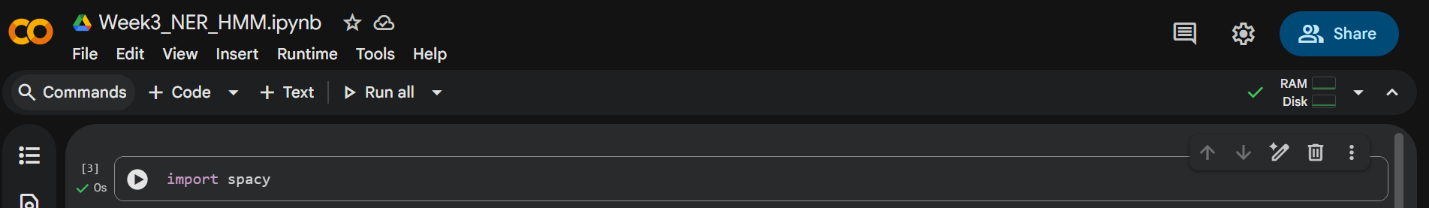 Week3_NER_HMM.ipynb
File Edit View Insert Runtime Tools Help
Share
Commands + Code + Text Run all
RAM
Disk
[3]
0s
import spacy